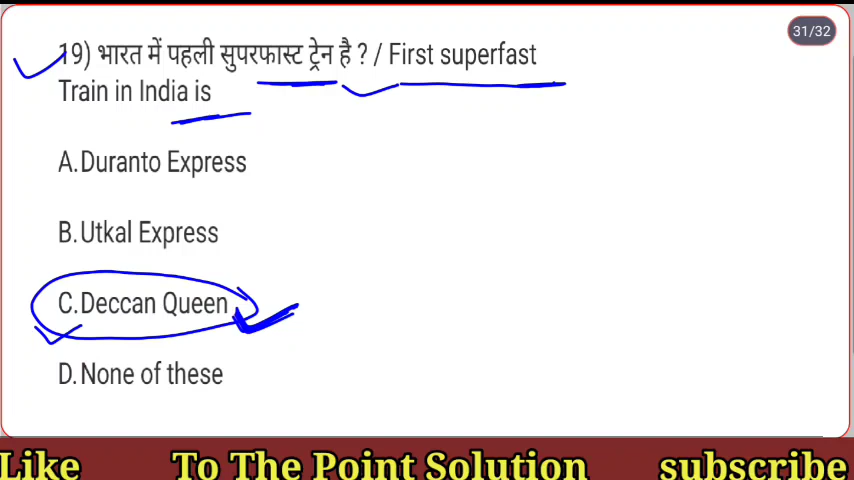 31/32
19) भारत में पहली सुपरफास्ट ट्रेन है ? / First superfast
Train in India is
A.Duranto Express
B.Utkal Express
C.Deccan Queen
D.None of these
Like To The Point Solution subscribe